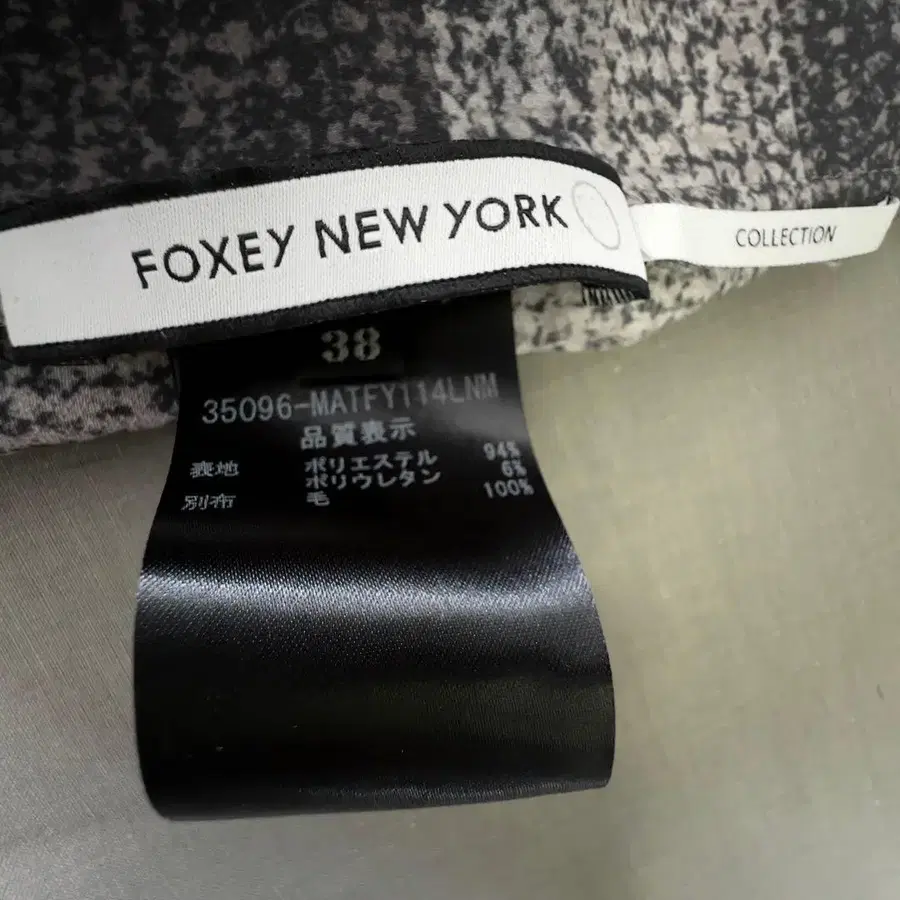 FOXEY NEW YORK
COLLECTION
38
35096-MATFY114LNM
品質表示
表地 ポリエステル 94%
ポリウレタン 6%
別布 毛 100%